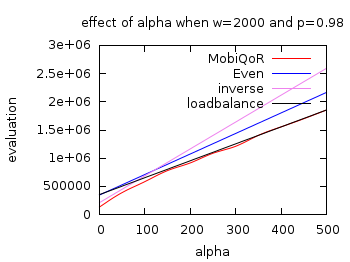 effect of alpha when w=2000 and p=0.98
3e+06
2.5e+06
2e+06
1.5e+06
1e+06
500000
0
evaluation
MobiQoR
Even
inverse
loadbalance
0 100 200 300 400 500
alpha